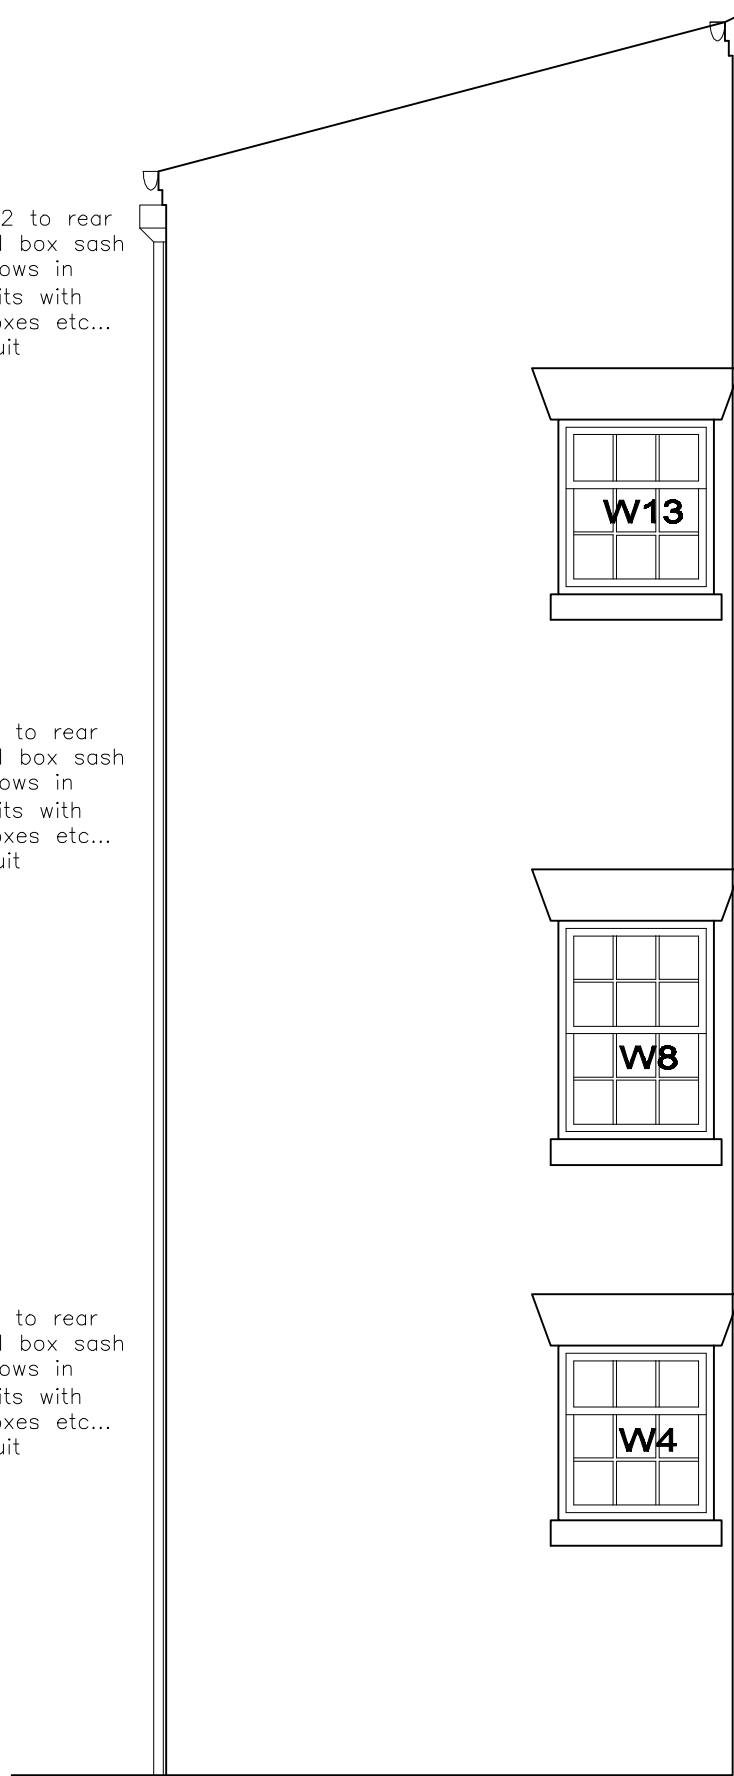 2 to rear
box sash
ows in
its with
oxes etc...
uit
W13
to rear
box sash
ows in
its with
oxes etc...
uit
W8
to rear
box sash
ows in
its with
oxes etc...
uit
W4